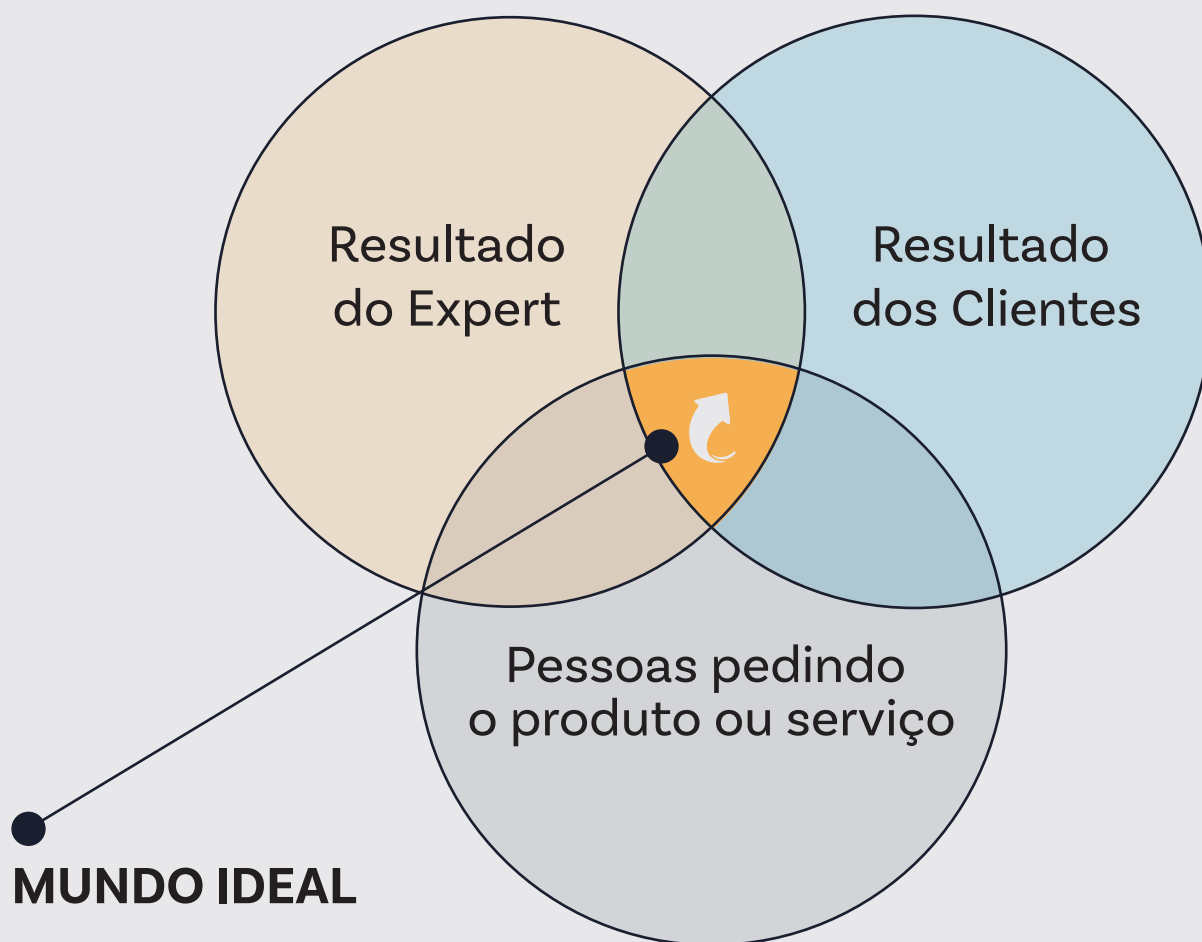 Resultado
do Expert
Resultado
dos Clientes
Pessoas pedindo
o produto ou serviço
MUNDO IDEAL